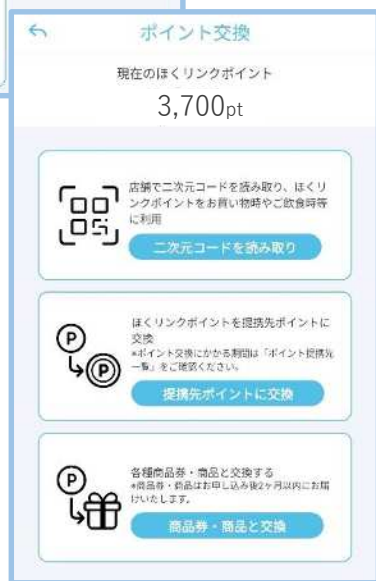 ポイント交換
現在のほくリンクポイント
3,700pt
店舗で二次元コードを読み取り、ほくリ
ンクポイントをお買い物時やご飲食時等
に利用
二次元コードを読み取り
ほくリンクポイントを提携先ポイントに
交換
*ポイント交換にかかる期間は「ポイント提携先
一覧」をご確認ください。
提携先ポイントに交換
各種商品券・商品と交換する
*商品券・商品はお申し込み後2ヶ月以内にお届
けいたします。
商品券・商品と交換